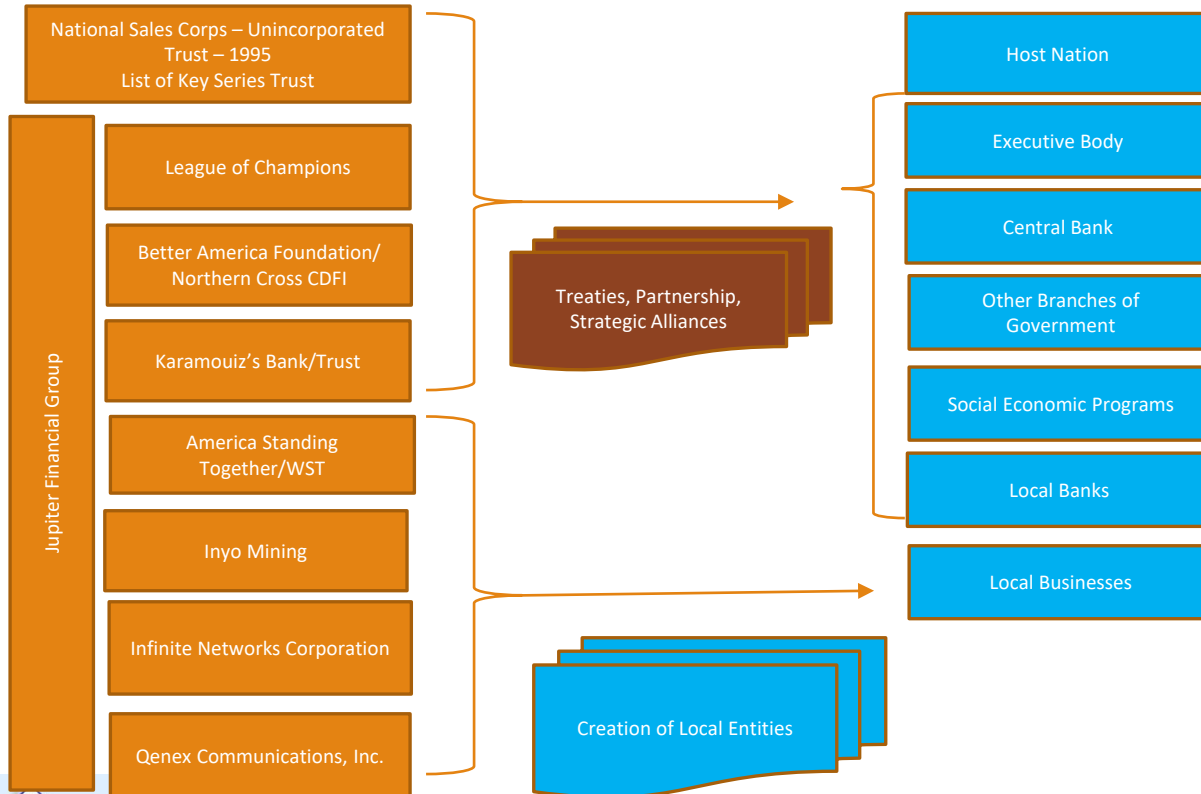 National Sales Corps – Unincorporated
Trust – 1995
List of Key Series Trust
Jupiter Financial Group
League of Champions
Better America Foundation/
Northern Cross CDFI
Karamouiz’s Bank/Trust
America Standing
Together/WST
Inyo Mining
Infinite Networks Corporation
Qenex Communications, Inc.
Treaties, Partnership,
Strategic Alliances
Creation of Local Entities
Host Nation
Executive Body
Central Bank
Other Branches of
Government
Social Economic Programs
Local Banks
Local Businesses